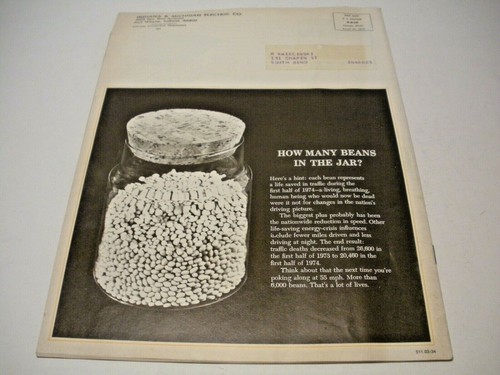 INDIANA & MICHIGAN ELECTRIC CO.
PAID
HOW MANY BEANS
IN THE JAR?
Here's a hint: each bean represents
a life saved in traffic during the
first half of 1974—a living, breathing,
human being who would now be dead
were it not for changes in the nation's
driving picture.
The biggest plus probably has been
the nationwide reduction in speed. Other
life-saving energy-crisis influences
include fewer miles driven and less
driving at night. The end result:
traffic deaths decreased from 26,600 in
the first half of 1973 to 20,460 in the
first half of 1974.
Think about that the next time you're
poking along at 55 mph. More than
6,000 beans. That's a lot of lives.